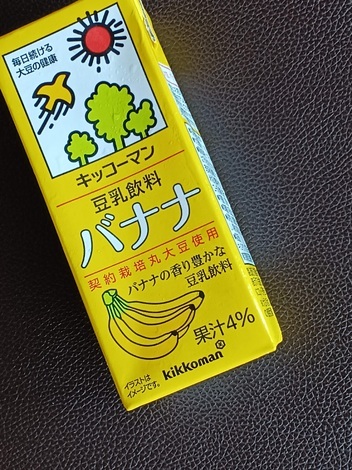 毎日続ける
大豆の健康
キッコーマン
豆乳飲料
バナナ
契約栽培丸大豆使用
バナナの香り豊かな
豆乳飲料
果汁4%
イラストは
イメージです。
kikkoman®